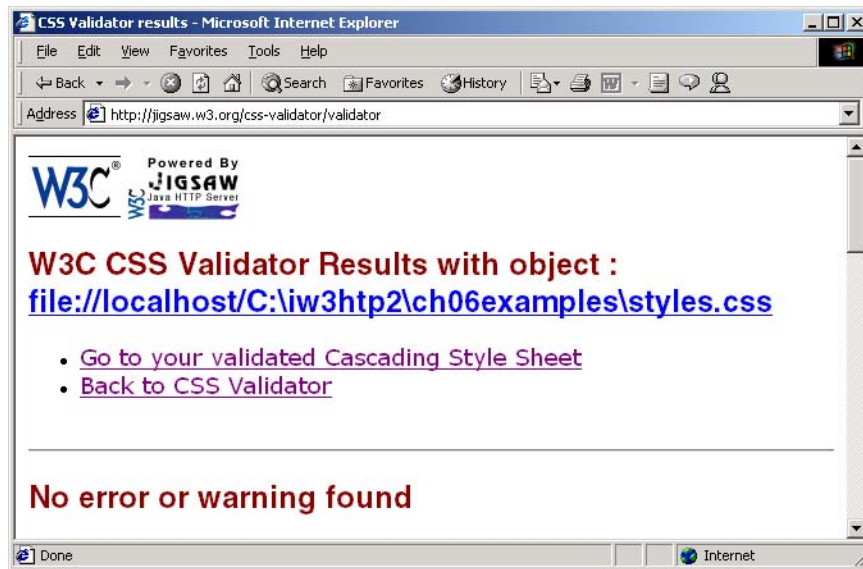 CSS Validator results - Microsoft Internet Explorer
File Edit View Favorites Tools Help
Back Search Favorites History
Address http://jigsaw.w3.org/css-validator/validator
W3C® W3C Powered By
JIGSAW
Java HTTP Server
W3C CSS Validator Results with object :
file://localhost/C:\iw3htp2\ch06examples\styles.css
• Go to your validated Cascading Style Sheet
• Back to CSS Validator
No error or warning found
Done Internet